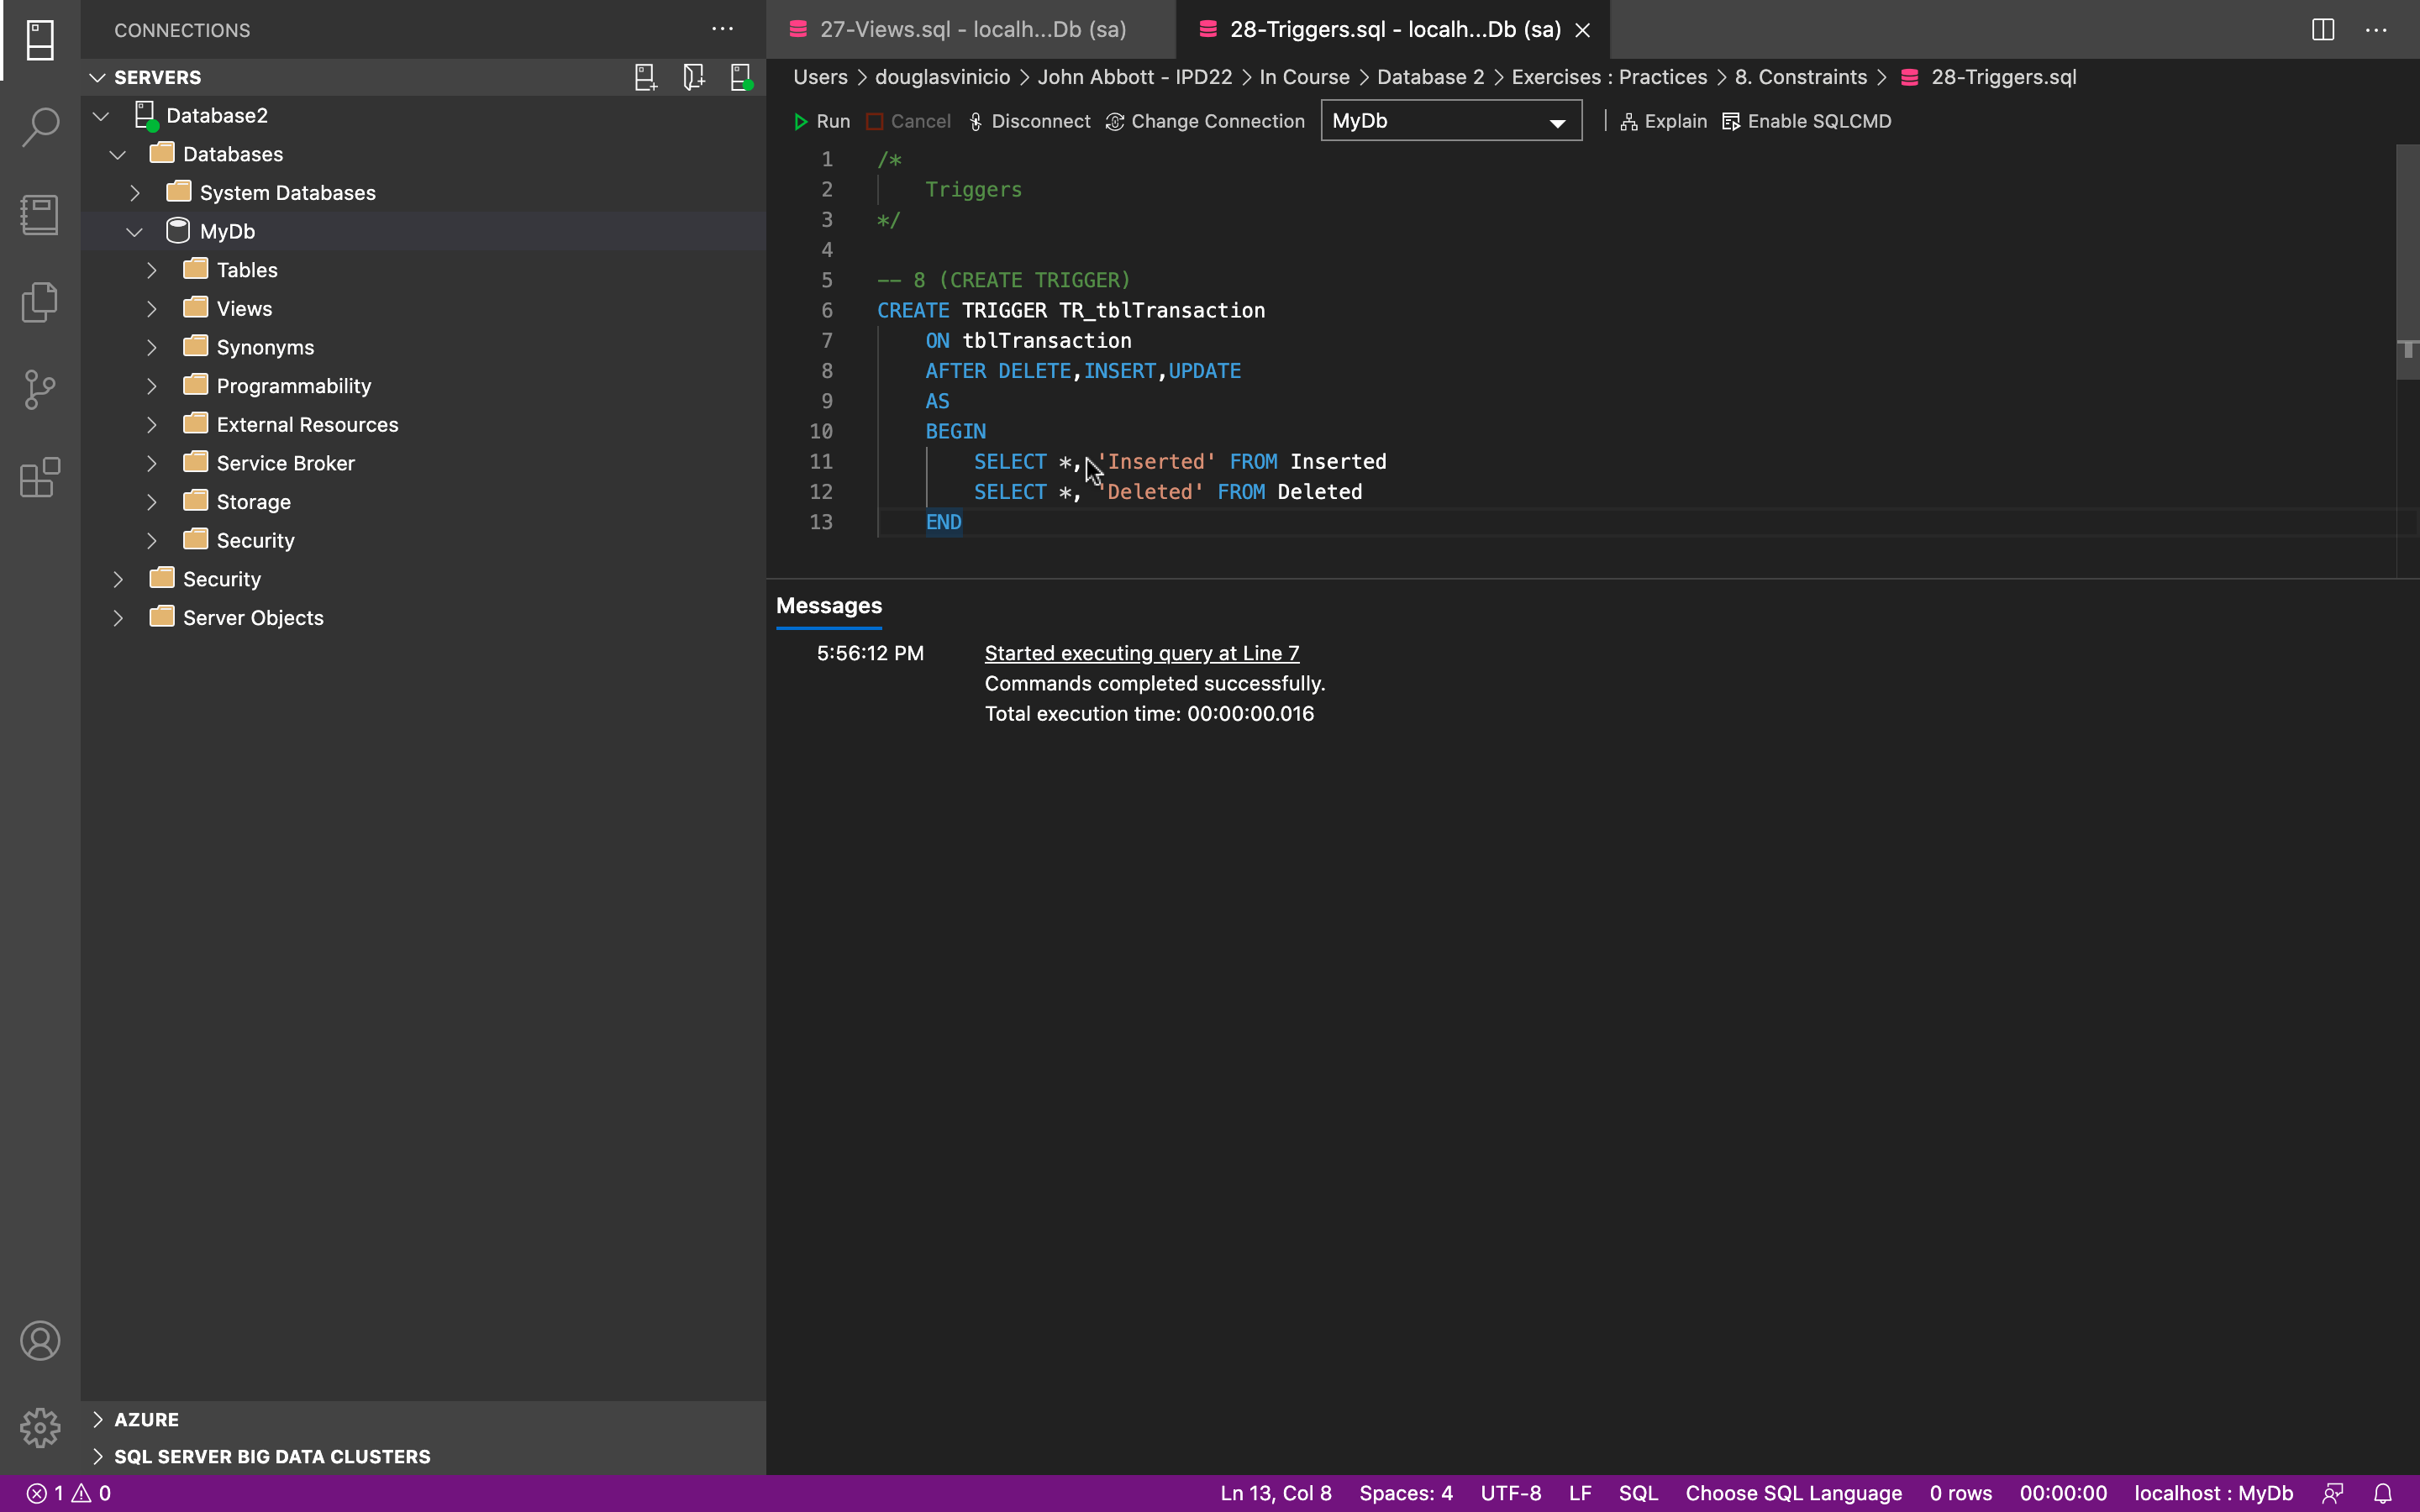 CONNECTIONS
SERVERS
Database2
Databases
System Databases
MyDb
Tables
Views
Synonyms
Programmability
External Resources
Service Broker
Storage
Security
Security
Server Objects
AZURE
SQL SERVER BIG DATA CLUSTERS
27-Views.sql - localh...Db (sa)
28-Triggers.sql - localh...Db (sa)
Users > douglasvinicio > John Abbott - IPD22 > In Course > Database 2 > Exercises : Practices > 8. Constraints > 28-Triggers.sql
Run Cancel Disconnect Change Connection MyDb Explain Enable SQLCMD
1 /*
2 Triggers
3 */
4
5 -- 8 (CREATE TRIGGER)
6 CREATE TRIGGER TR_tblTransaction
7 ON tblTransaction
8 AFTER DELETE,INSERT,UPDATE
9 AS
10 BEGIN
11 SELECT *, 'Inserted' FROM Inserted
12 SELECT *, 'Deleted' FROM Deleted
13 END
Messages
5:56:12 PM Started executing query at Line 7
Commands completed successfully.
Total execution time: 00:00:00.016
1 0 Ln 13, Col 8 Spaces: 4 UTF-8 LF SQL Choose SQL Language 0 rows 00:00:00 localhost : MyDb